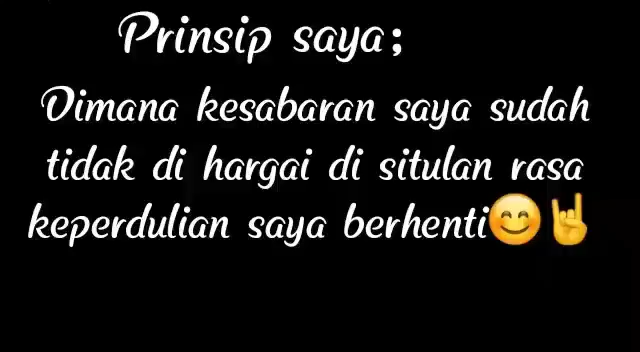 Prinsip saya;
Dimana kesabaran saya sudah
tidak di hargai di situlan rasa
keperdulian saya berhenti😊🤘